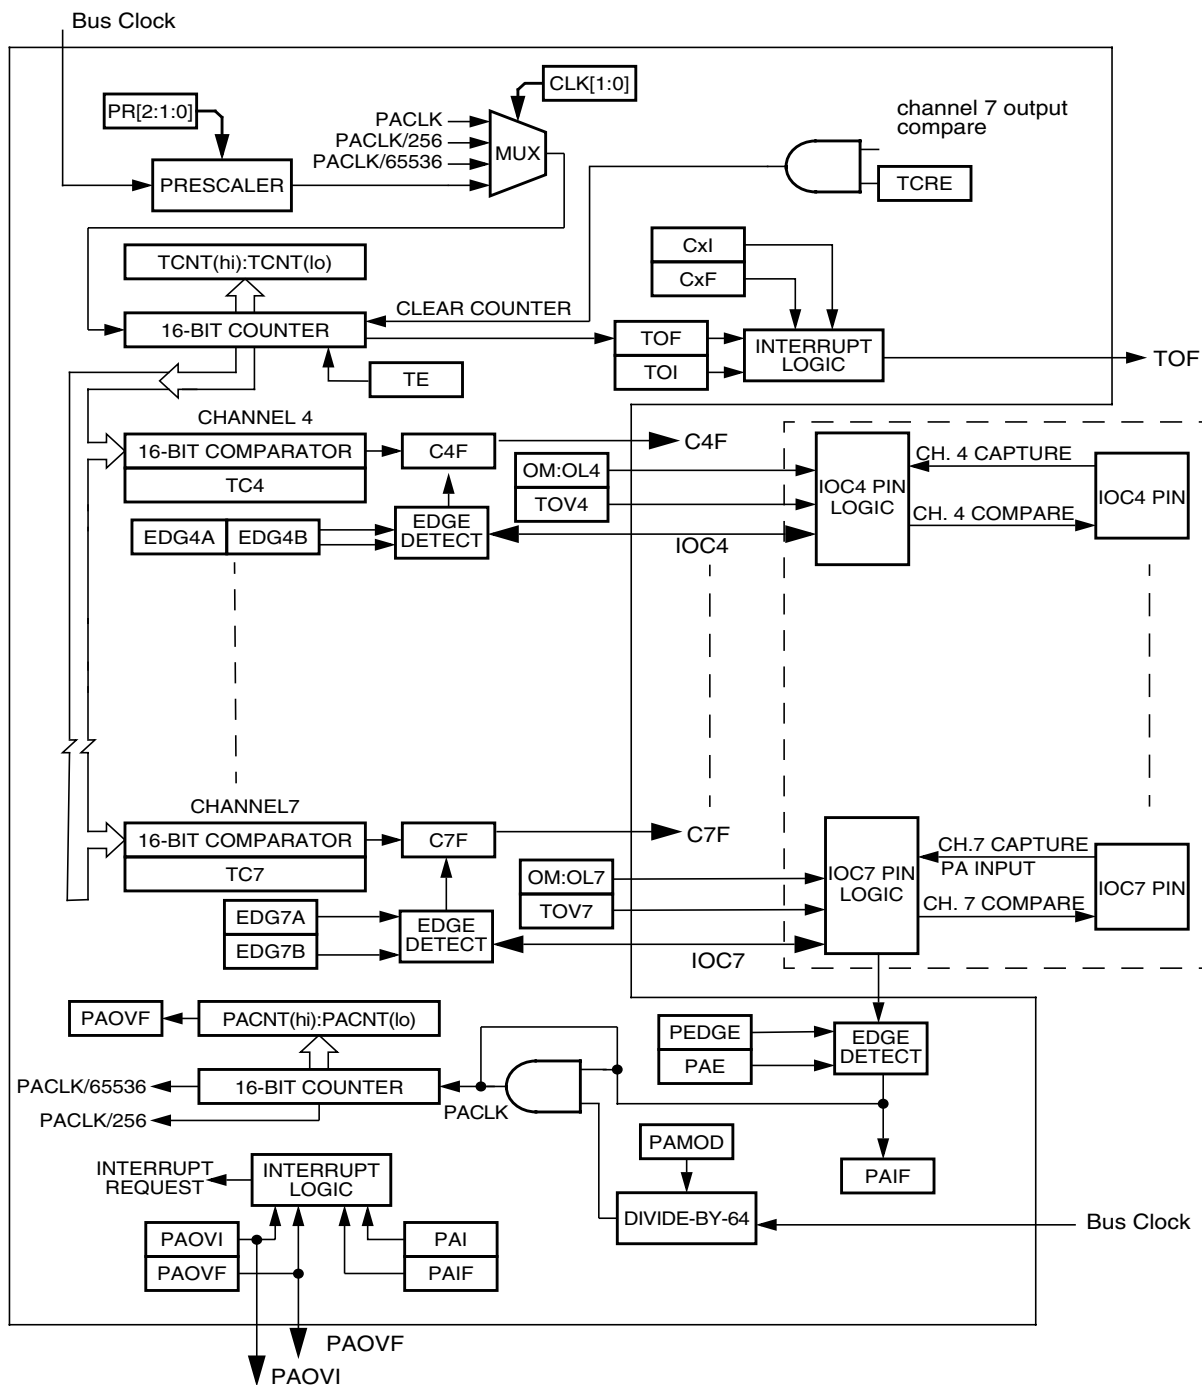 Bus Clock
PR[2:1:0]
CLK[1:0]
PACLK
PACLK/256
PACLK/65536
MUX
PRESCALER
channel 7 output
compare
TCRE
TCNT(hi):TCNT(lo)
CxI
CxF
CLEAR COUNTER
16-BIT COUNTER
TE
TOF
TOI
INTERRUPT
LOGIC
TOF
CHANNEL 4
16-BIT COMPARATOR
TC4
C4F
C4F
EDG4A
EDG4B
EDGE
DETECT
OM:OL4
TOV4
IOC4
IOC4 PIN
LOGIC
CH. 4 CAPTURE
CH. 4 COMPARE
IOC4 PIN
CHANNEL7
16-BIT COMPARATOR
TC7
C7F
C7F
EDG7A
EDG7B
EDGE
DETECT
OM:OL7
TOV7
IOC7
IOC7 PIN
LOGIC
CH.7 CAPTURE
PA INPUT
CH. 7 COMPARE
IOC7 PIN
PAOVF
PACNT(hi):PACNT(lo)
PACLK/65536
16-BIT COUNTER
PACLK/256
PACLK
PEDGE
PAE
EDGE
DETECT
PAMOD
PAIF
DIVIDE-BY-64
Bus Clock
INTERRUPT
REQUEST
INTERRUPT
LOGIC
PAOVI
PAOVF
PAI
PAIF
PAOVF
PAOVI